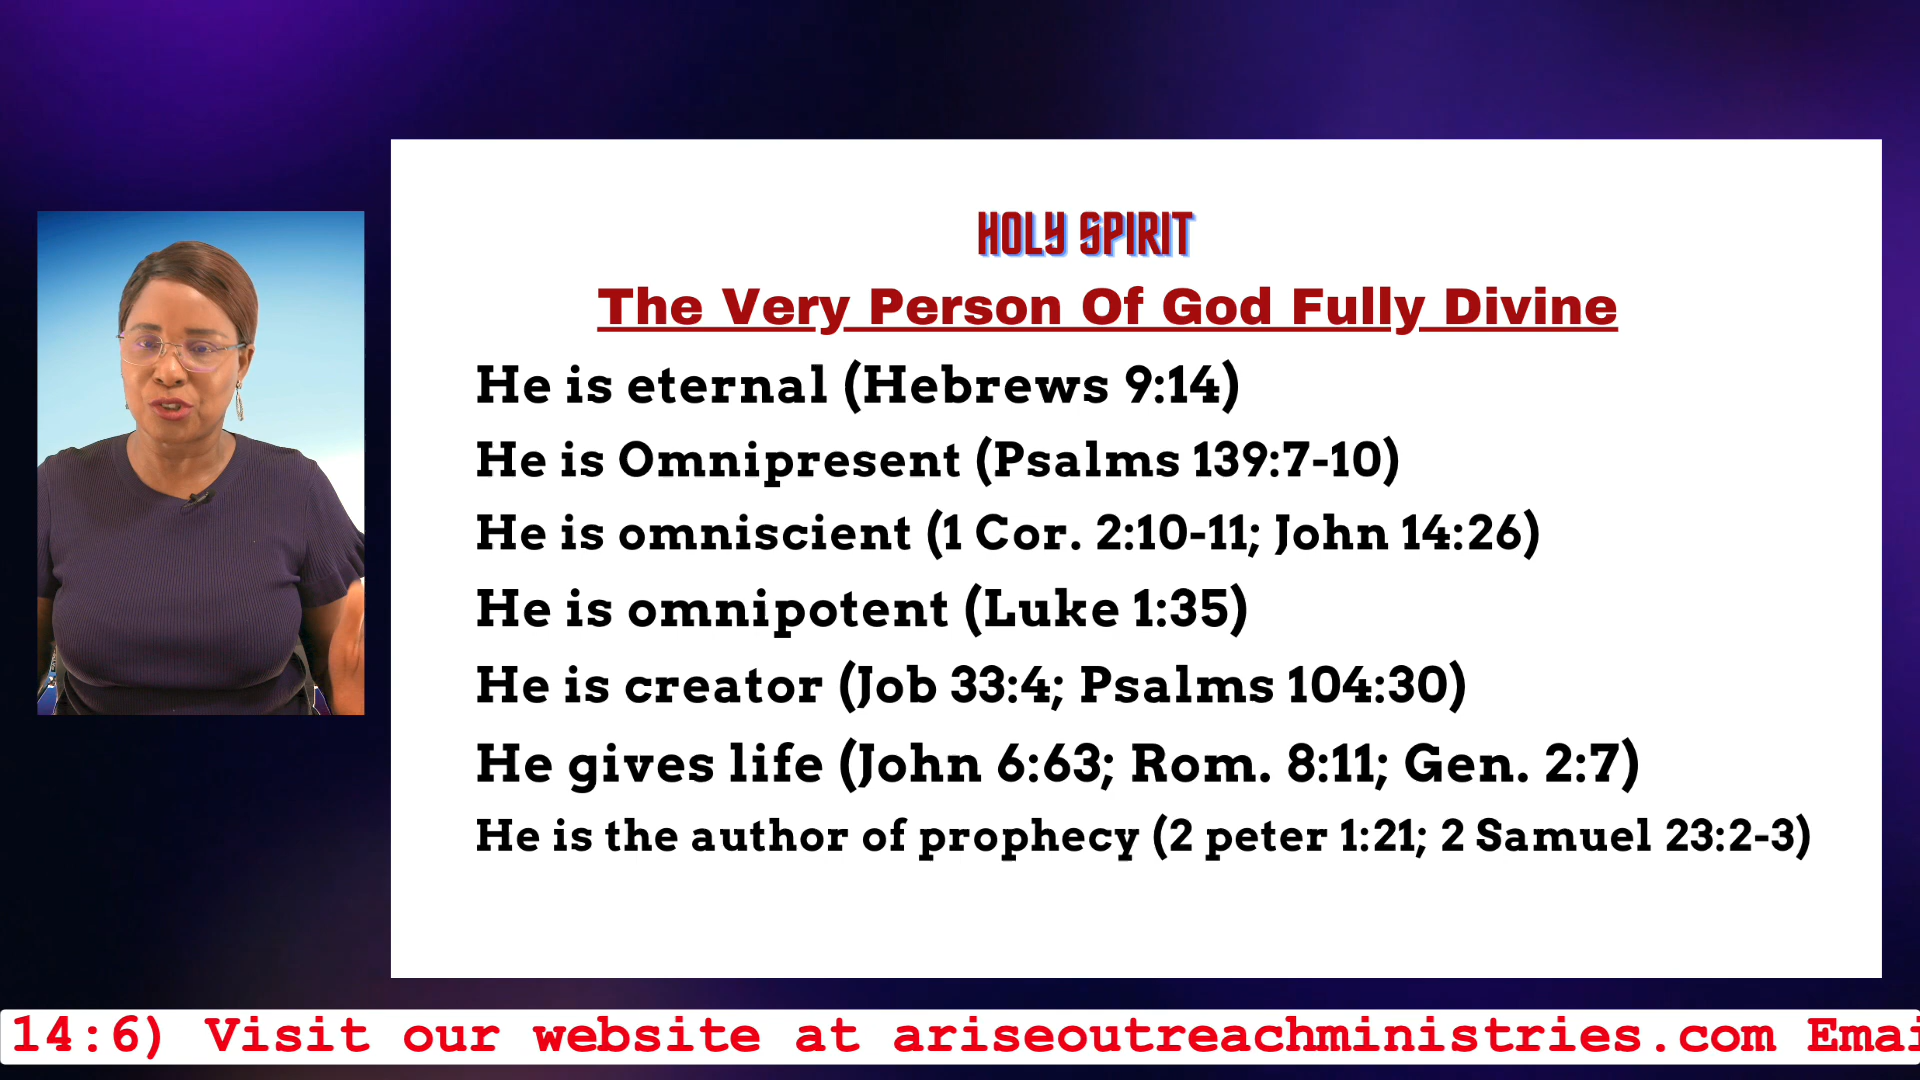 HOLY SPIRIT
The Very Person Of God Fully Divine
He is eternal (Hebrews 9:14)
He is Omnipresent (Psalms 139:7-10)
He is omniscient (1 Cor. 2:10-11; John 14:26)
He is omnipotent (Luke 1:35)
He is creator (Job 33:4; Psalms 104:30)
He gives life (John 6:63; Rom. 8:11; Gen. 2:7)
He is the author of prophecy (2 peter 1:21; 2 Samuel 23:2-3)
14:6) Visit our website at ariseoutreachministries.com Emai